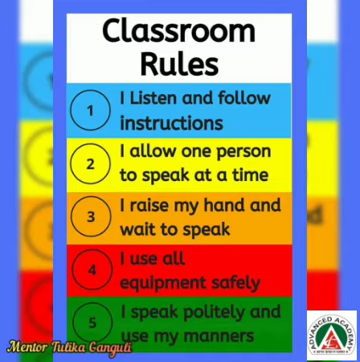 Classroom
Rules
1
I Listen and follow
instructions
2
I allow one person
to speak at a time
3
I raise my hand and
wait to speak
4
I use all
equipment safely
5
I speak politely and
use my manners
Mentor Tulika Ganguli
ADVANCED ACADEMY